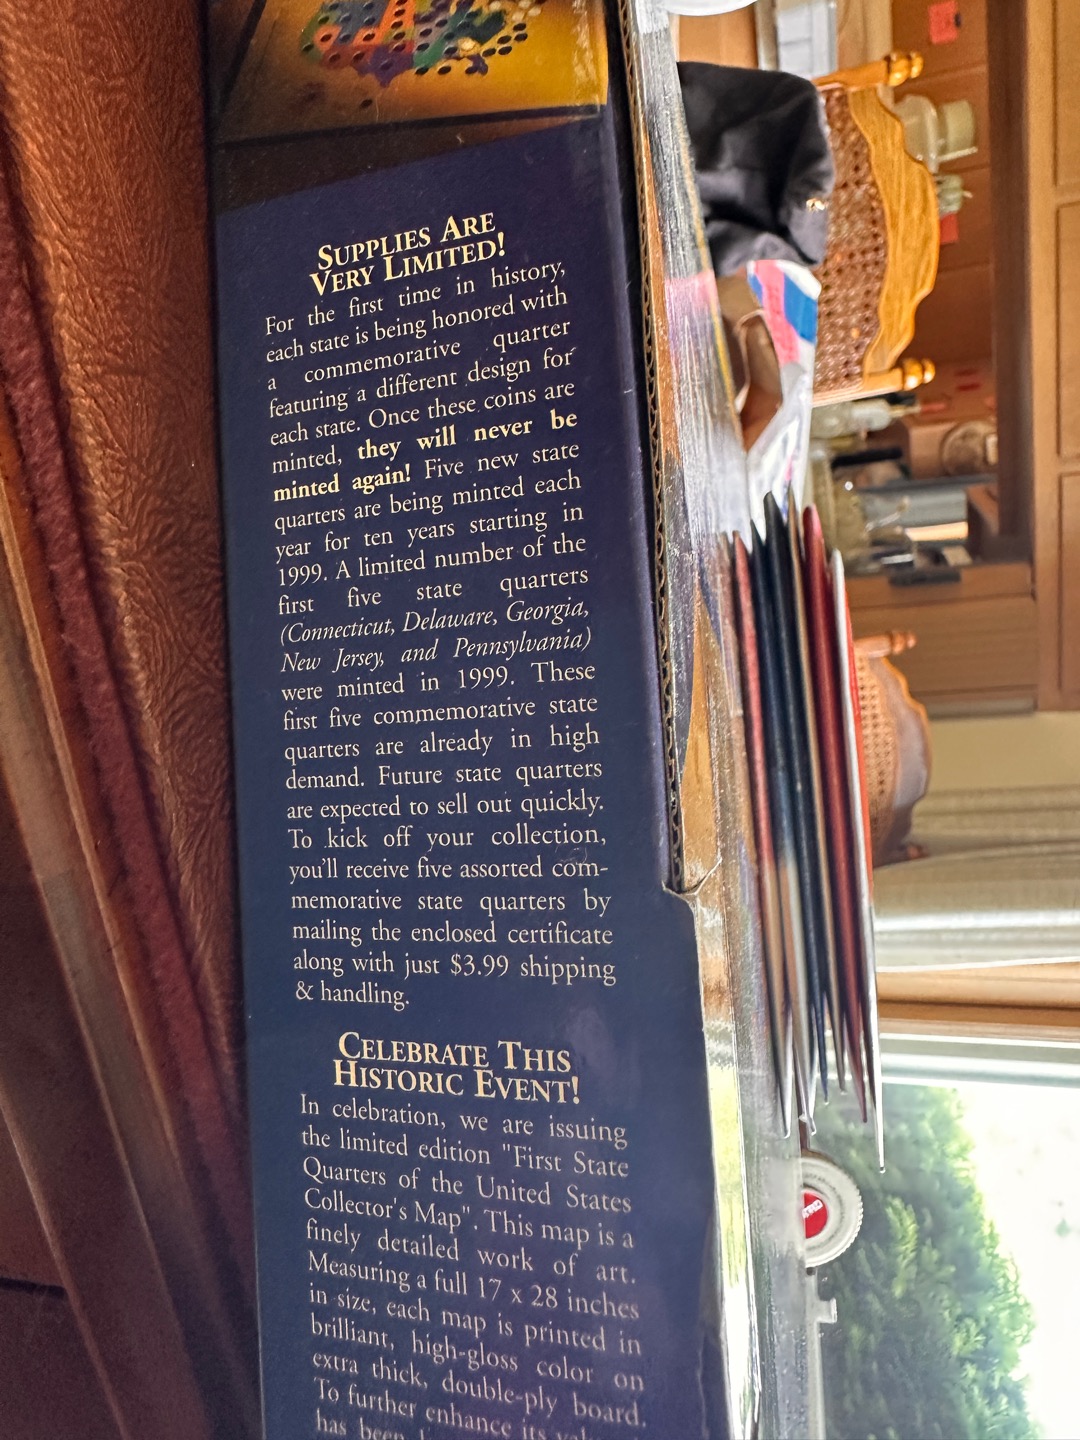 SUPPLIES ARE
VERY LIMITED!
For the first time in history,
each state is being honored with
a commemorative quarter
featuring a different design for
each state. Once these coins are
minted, they will never be
minted again! Five new state
quarters are being minted each
year for ten years starting in
1999. A limited number of the
first five state quarters
(Connecticut, Delaware, Georgia,
New Jersey, and Pennsylvania)
were minted in 1999. These
first five commemorative state
quarters are already in high
demand. Future state quarters
are expected to sell out quickly.
To kick off your collection,
you'll receive five assorted com-
memorative state quarters by
mailing the enclosed certificate
along with just $3.99 shipping
& handling.
CELEBRATE THIS
HISTORIC EVENT!
In celebration, we are issuing
the limited edition "First State
Quarters of the United States
Collector's Map". This map is a
finely detailed work of art.
Measuring a full 17 x 28 inches
in size, each map is printed in
brilliant, high-gloss color on
extra thick, double-ply board.
To further enhance its
has been